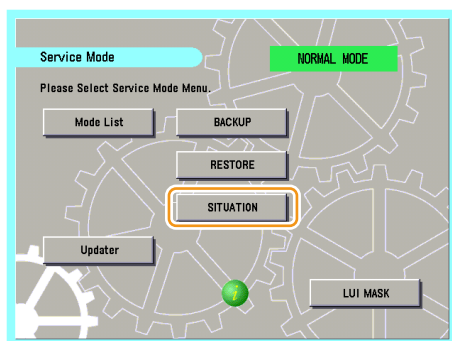 Service Mode
NORMAL MODE
Please Select Service Mode Menu.
Mode List
BACKUP
RESTORE
SITUATION
Updater
i
LUI MASK